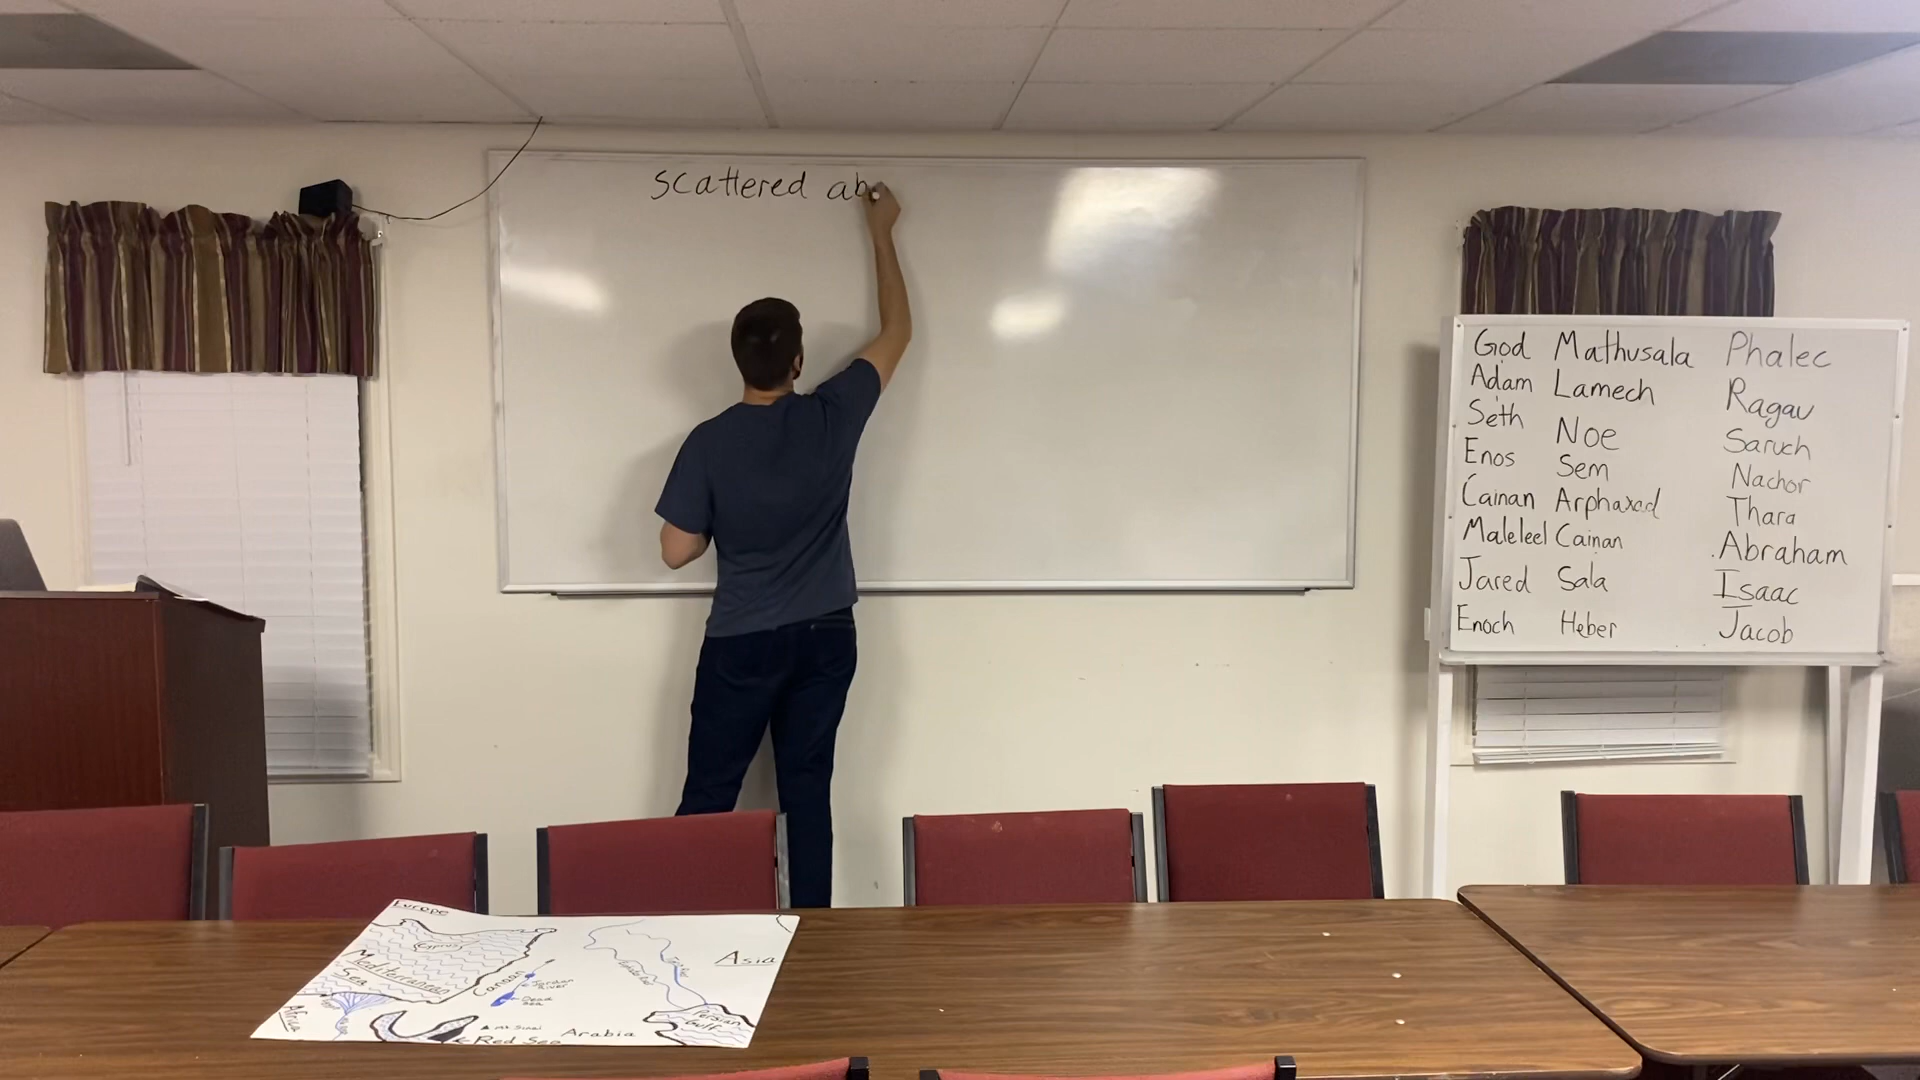 scattered ab
God
Adam
Seth
Enos
Cainan
Maleleel
Jared
Enoch
Mathusala
Lamech
Noe
Sem
Arphaxad
Cainan
Sala
Heber
Phalec
Ragau
Saruch
Nachor
Thara
Abraham
Isaac
Jacob
Europe
Cyprus
Mediterranean
Sea
Canaan
Jordan
River
Dead
Sea
Africa
Mt Sinai
Red Sea
Arabia
Asia
Persian
Gulf